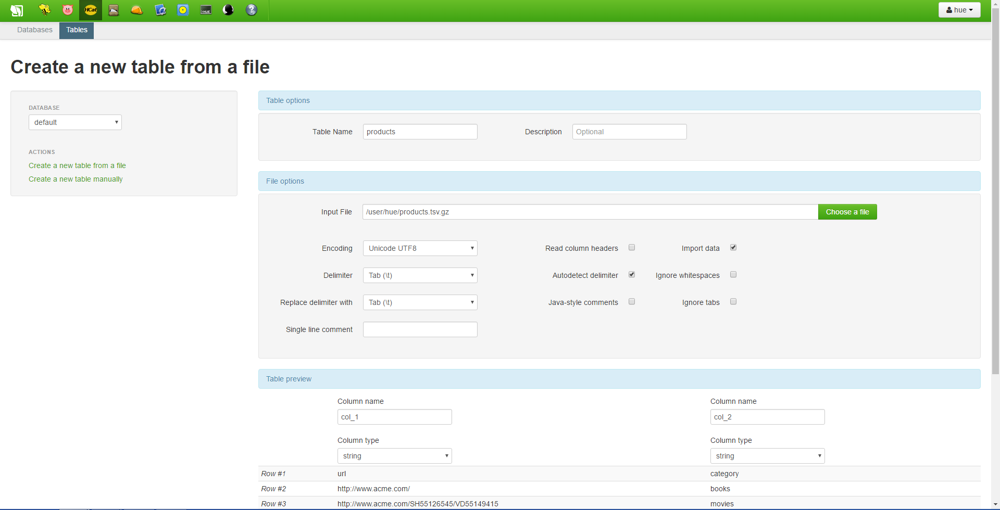 HCat
>HUE
?
hue
Databases Tables
Create a new table from a file
DATABASE
default
ACTIONS
Create a new table from a file
Create a new table manually
Table options
Table Name products Description Optional
File options
Input File /user/hue/products.tsv.gz Choose a file
Encoding Unicode UTF8 Read column headers Import data
Delimiter Tab (\t) Autodetect delimiter Ignore whitespaces
Replace delimiter with Tab (\t) Java-style comments Ignore tabs
Single line comment
Table preview
Column name Column name
col_1 col_2
Column type Column type
string string
Row #1 url category
Row #2 http://www.acme.com/ books
Row #3 http://www.acme.com/SH55126545/VD55149415 movies